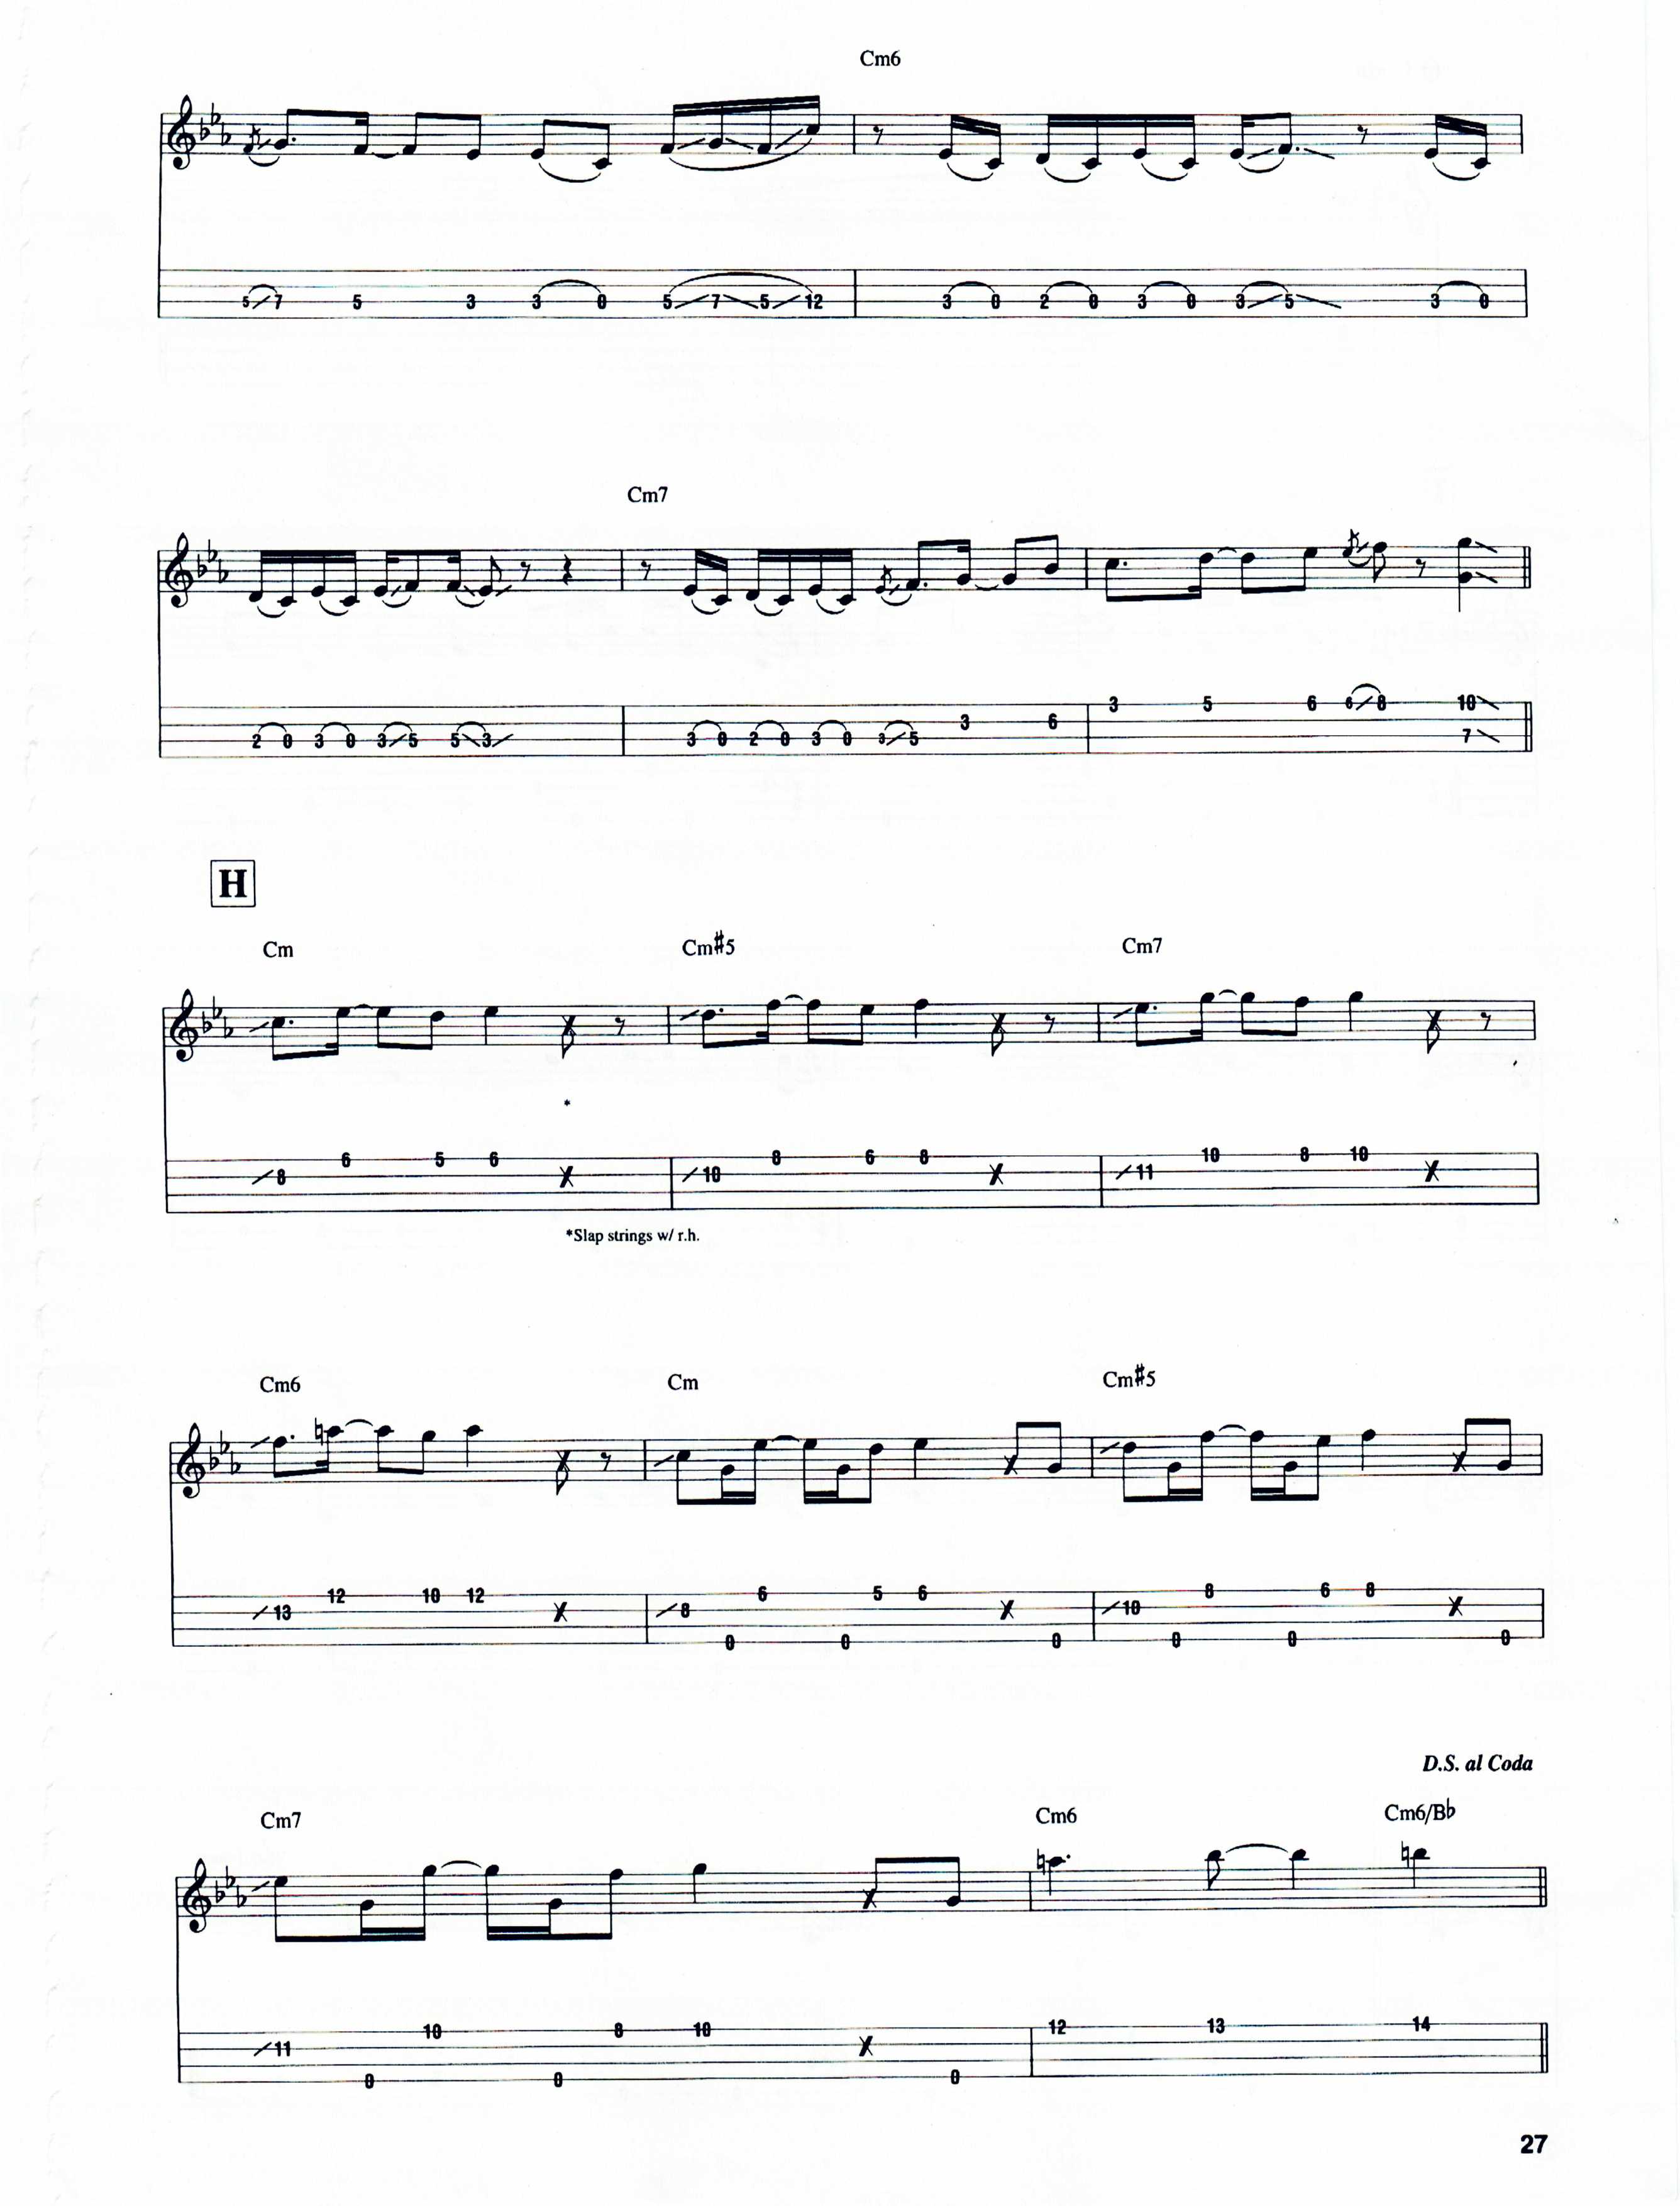 Cm6
5 7 5 3 3 0 5 7 5 12 3 0 2 0 3 0 3 5 3 0
Cm7
3 5 6 6 8 10
3 6
2 0 3 0 3 5 5 3 3 0 2 0 3 0 3 5 7
H
Cm Cm#5 Cm7
6 5 6 8 6 8 10 8 10
8 X 10 X 11 X
*
*Slap strings w/ r.h.
Cm6 Cm Cm#5
12 10 12 6 5 6 8 6 8
13 X 8 X 10 X
0 0 0 0 0 0
D.S. al Coda
Cm7 Cm6 Cm6/B♭
10 8 10 12 13 14
11 X
0 0 0
27